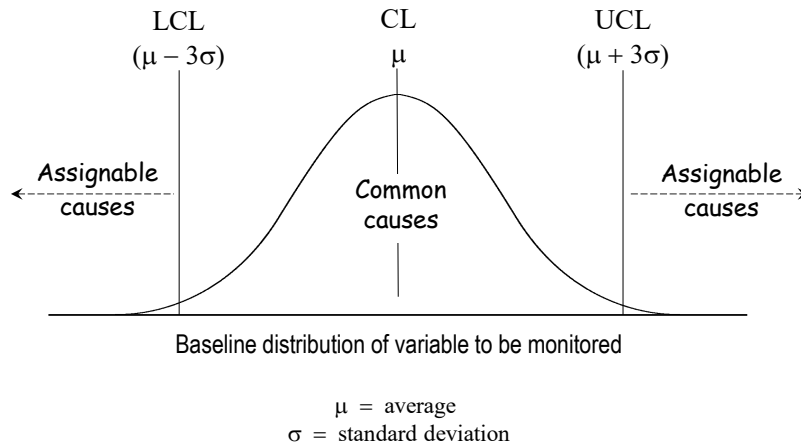 LCL
(μ − 3σ)
CL
μ
UCL
(μ + 3σ)
Assignable
causes
Common
causes
Assignable
causes
Baseline distribution of variable to be monitored
μ = average
σ = standard deviation